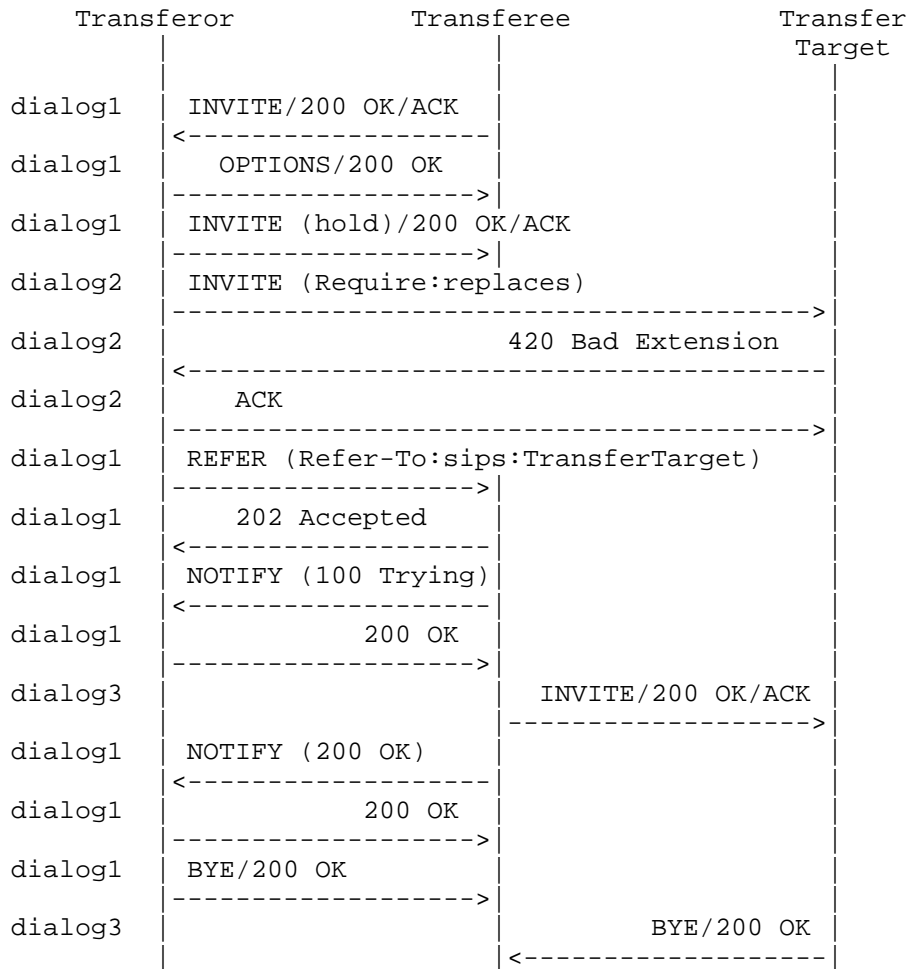 Transferor Transferee Transfer
Target
dialog1 INVITE/200 OK/ACK
dialog1 OPTIONS/200 OK
dialog1 INVITE (hold)/200 OK/ACK
dialog2 INVITE (Require:replaces)
dialog2 420 Bad Extension
dialog2 ACK
dialog1 REFER (Refer-To:sips:TransferTarget)
dialog1 202 Accepted
dialog1 NOTIFY (100 Trying)
dialog1 200 OK
dialog3 INVITE/200 OK/ACK
dialog1 NOTIFY (200 OK)
dialog1 200 OK
dialog1 BYE/200 OK
dialog3 BYE/200 OK